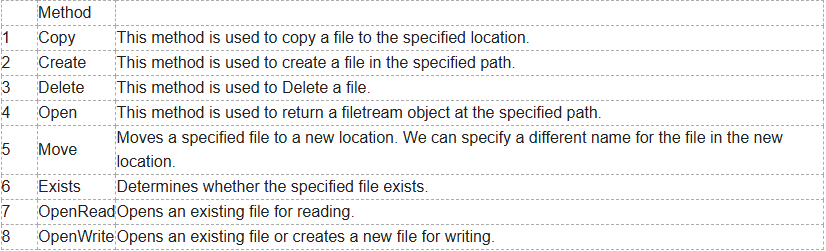 Method
1 Copy This method is used to copy a file to the specified location.
2 Create This method is used to create a file in the specified path.
3 Delete This method is used to Delete a file.
4 Open This method is used to return a filetream object at the specified path.
5 Move Moves a specified file to a new location. We can specify a different name for the file in the new
location.
6 Exists Determines whether the specified file exists.
7 OpenRead Opens an existing file for reading.
8 OpenWrite Opens an existing file or creates a new file for writing.